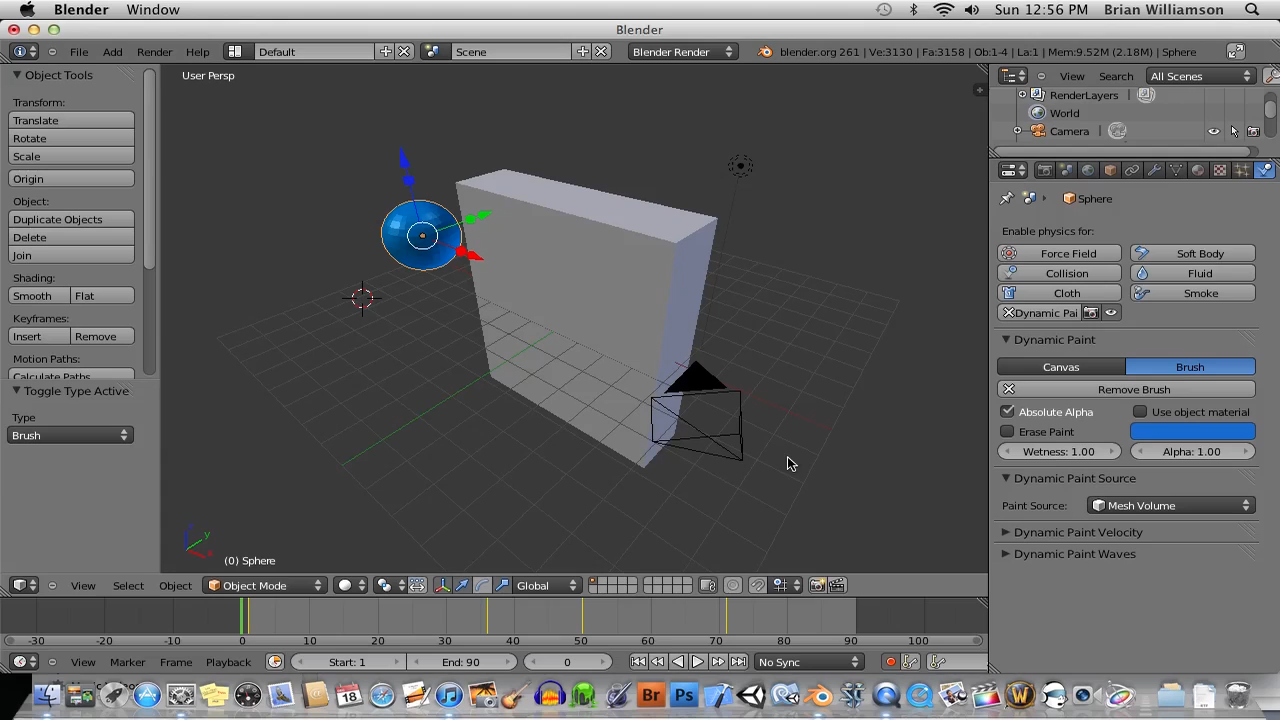 Blender Window Sun 12:56 PM Brian Williamson
Blender
File Add Render Help Default Scene Blender Render blender.org 261 | Ve:3130 | Fa:3158 | Ob:1-4 | La:1 | Mem:9.52M (2.18M) | Sphere
Object Tools
Transform:
Translate
Rotate
Scale
Origin
Object:
Duplicate Objects
Delete
Join
Shading:
Smooth Flat
Keyframes:
Insert Remove
Motion Paths:
Calculate Paths
Toggle Type Active
Type
Brush
User Persp
(0) Sphere
View Search All Scenes
RenderLayers
World
Camera
Sphere
Enable physics for:
Force Field Soft Body
Collision Fluid
Cloth Smoke
Dynamic Pai
Dynamic Paint
Canvas Brush
Remove Brush
Absolute Alpha Use object material
Erase Paint
Wetness: 1.00 Alpha: 1.00
Dynamic Paint Source
Paint Source: Mesh Volume
Dynamic Paint Velocity
Dynamic Paint Waves
View Select Object Object Mode Global
-30 -20 -10 0 10 20 30 40 50 60 70 80 90 100
View Marker Frame Playback Start: 1 End: 90 0 No Sync
Br Ps